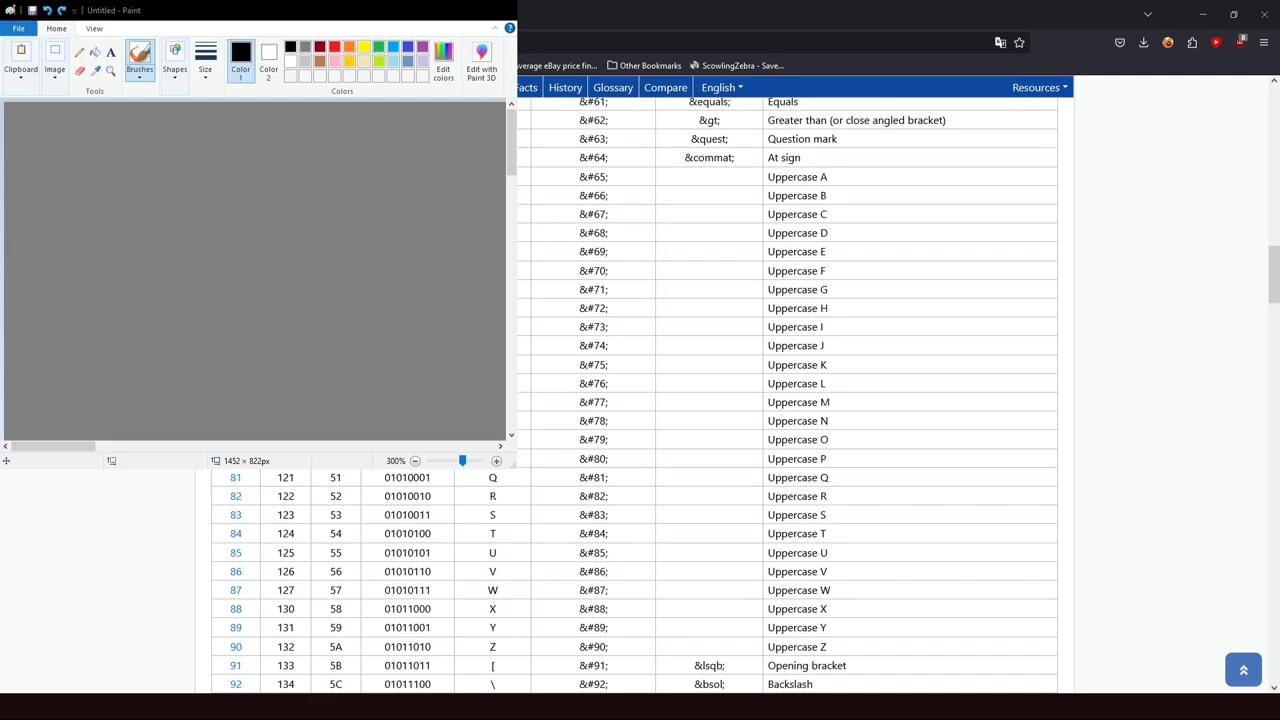 Untitled - Paint
File Home View
Clipboard
Image
Tools
Brushes
Shapes
Size
Color 1
Color 2
Edit colors
Edit with Paint 3D
Colors
1452 × 822px
300%
8
verage eBay price fin...
Other Bookmarks
ScowlingZebra - Save...
Facts History Glossary Compare English Resources
&#61; &equals; Equals
&#62; &gt; Greater than (or close angled bracket)
&#63; &quest; Question mark
&#64; &commat; At sign
&#65; Uppercase A
&#66; Uppercase B
&#67; Uppercase C
&#68; Uppercase D
&#69; Uppercase E
&#70; Uppercase F
&#71; Uppercase G
&#72; Uppercase H
&#73; Uppercase I
&#74; Uppercase J
&#75; Uppercase K
&#76; Uppercase L
&#77; Uppercase M
&#78; Uppercase N
&#79; Uppercase O
&#80; Uppercase P
81 121 51 01010001 Q &#81; Uppercase Q
82 122 52 01010010 R &#82; Uppercase R
83 123 53 01010011 S &#83; Uppercase S
84 124 54 01010100 T &#84; Uppercase T
85 125 55 01010101 U &#85; Uppercase U
86 126 56 01010110 V &#86; Uppercase V
87 127 57 01010111 W &#87; Uppercase W
88 130 58 01011000 X &#88; Uppercase X
89 131 59 01011001 Y &#89; Uppercase Y
90 132 5A 01011010 Z &#90; Uppercase Z
91 133 5B 01011011 [ &#91; &lsqb; Opening bracket
92 134 5C 01011100 \ &#92; &bsol; Backslash